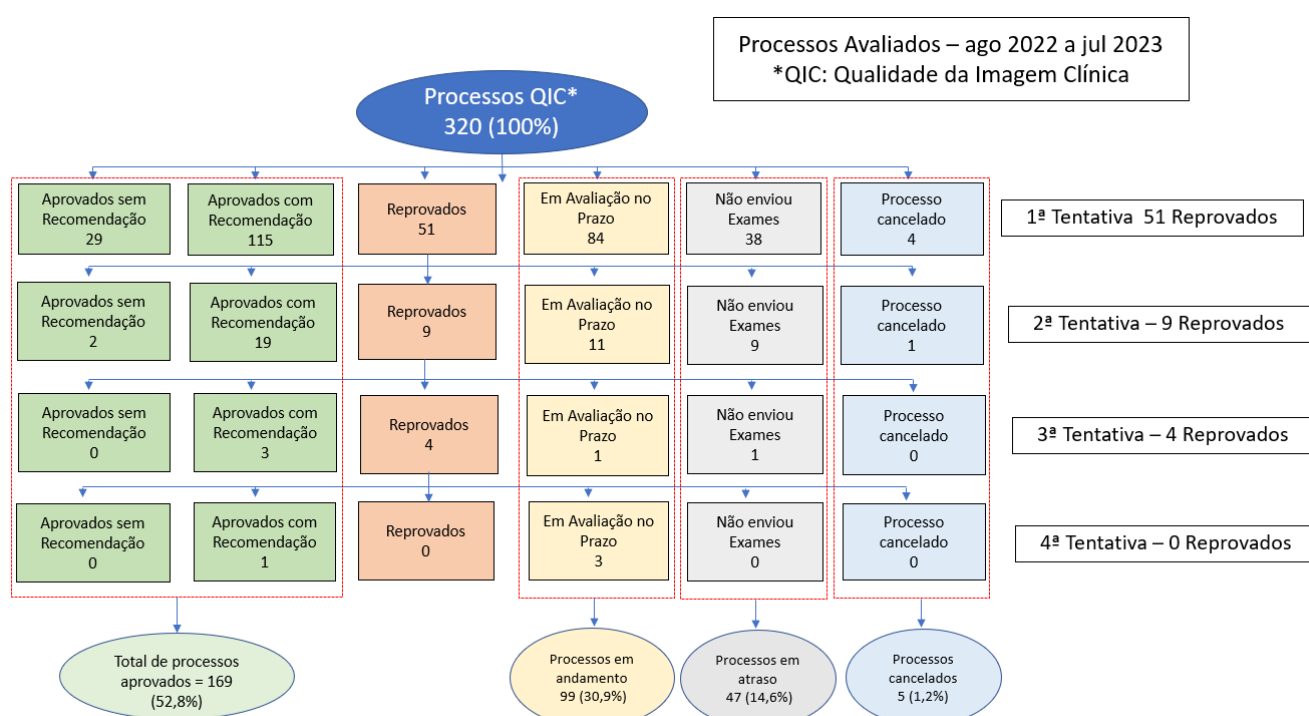 Processos Avaliados – ago 2022 a jul 2023
*QIC: Qualidade da Imagem Clínica
Processos QIC*
320 (100%)
Aprovados sem
Recomendação
29
Aprovados com
Recomendação
115
Reprovados
51
Em Avaliação no
Prazo
84
Não enviou
Exames
38
Processo
cancelado
4
1ª Tentativa 51 Reprovados
Aprovados sem
Recomendação
2
Aprovados com
Recomendação
19
Reprovados
9
Em Avaliação no
Prazo
11
Não enviou
Exames
9
Processo
cancelado
1
2ª Tentativa – 9 Reprovados
Aprovados sem
Recomendação
0
Aprovados com
Recomendação
3
Reprovados
4
Em Avaliação no
Prazo
1
Não enviou
Exames
1
Processo
cancelado
0
3ª Tentativa – 4 Reprovados
Aprovados sem
Recomendação
0
Aprovados com
Recomendação
1
Reprovados
0
Em Avaliação no
Prazo
3
Não enviou
Exames
0
Processo
cancelado
0
4ª Tentativa – 0 Reprovados
Total de processos
aprovados = 169
(52,8%)
Processos em
andamento
99 (30,9%)
Processos em
atraso
47 (14,6%)
Processos
cancelados
5 (1,2%)